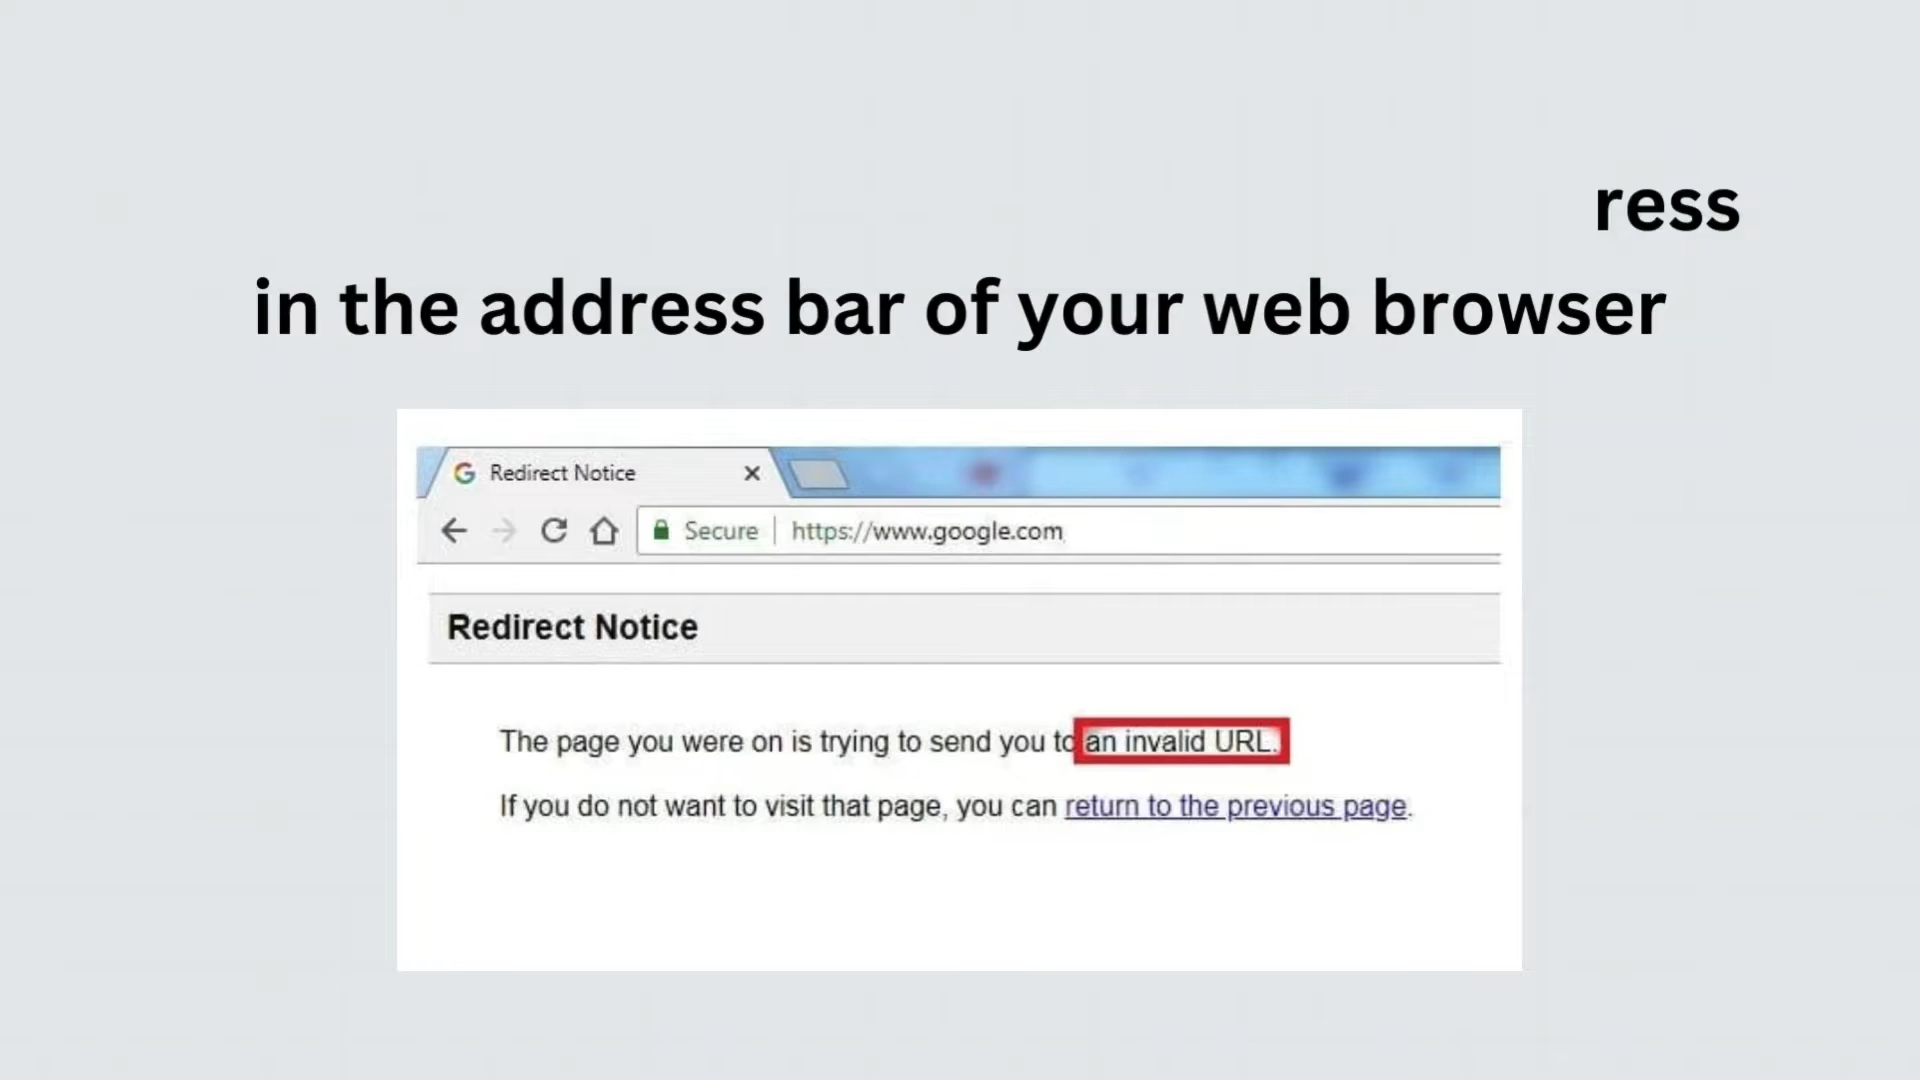 ress
in the address bar of your web browser
Redirect Notice
Secure
https://www.google.com
Redirect Notice
The page you were on is trying to send you to an invalid URL.
If you do not want to visit that page, you can return to the previous page.